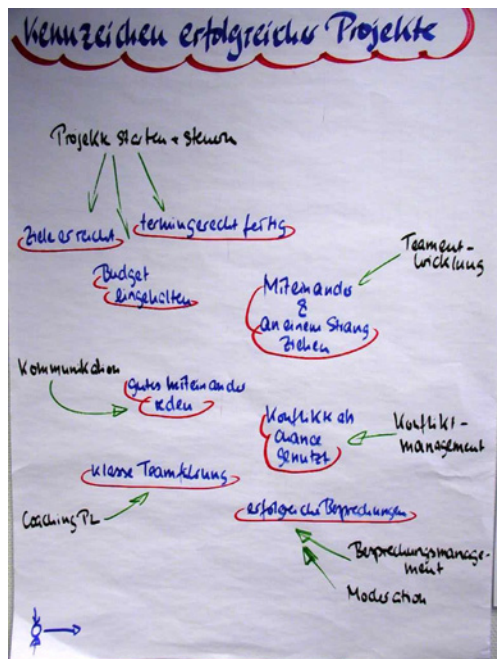 Kennzeichen erfolgreicher Projekte
Projekte starten + steuern
Ziele erreicht
termingerecht fertig
Budget
eingehalten
Teament-
wicklung
Miteinander
&
an einem Strang
ziehen
Kommunikation
gutes miteinander
reden
Konflikte als
Chance
genutzt
Konflikt-
management
klasse Teamführung
Coaching PL
erfolgreiche Besprechungen
Besprechungsmanage-
ment
Moderation